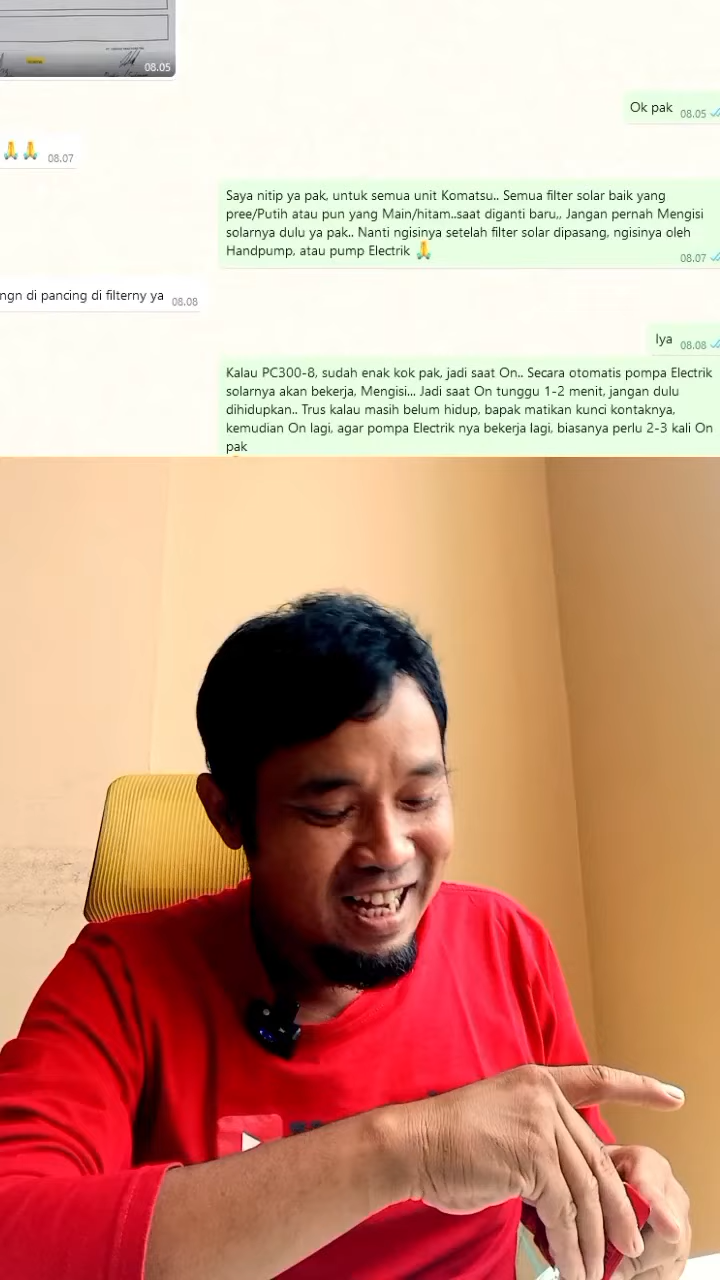 08.05
Ok pak 08.05
08.07
Saya nitip ya pak, untuk semua unit Komatsu.. Semua filter solar baik yang
pree/Putih atau pun yang Main/hitam..saat diganti baru,, Jangan pernah Mengisi
solarnya dulu ya pak.. Nanti ngisinya setelah filter solar dipasang, ngisinya oleh
Handpump, atau pump Electrik 🙏
08.07
ngn di pancing di filterny ya 08.08
Iya 08.08
Kalau PC300-8, sudah enak kok pak, jadi saat On.. Secara otomatis pompa Electrik
solarnya akan bekerja, Mengisi... Jadi saat On tunggu 1-2 menit, jangan dulu
dihidupkan.. Trus kalau masih belum hidup, bapak matikan kunci kontaknya,
kemudian On lagi, agar pompa Electrik nya bekerja lagi, biasanya perlu 2-3 kali On
pak